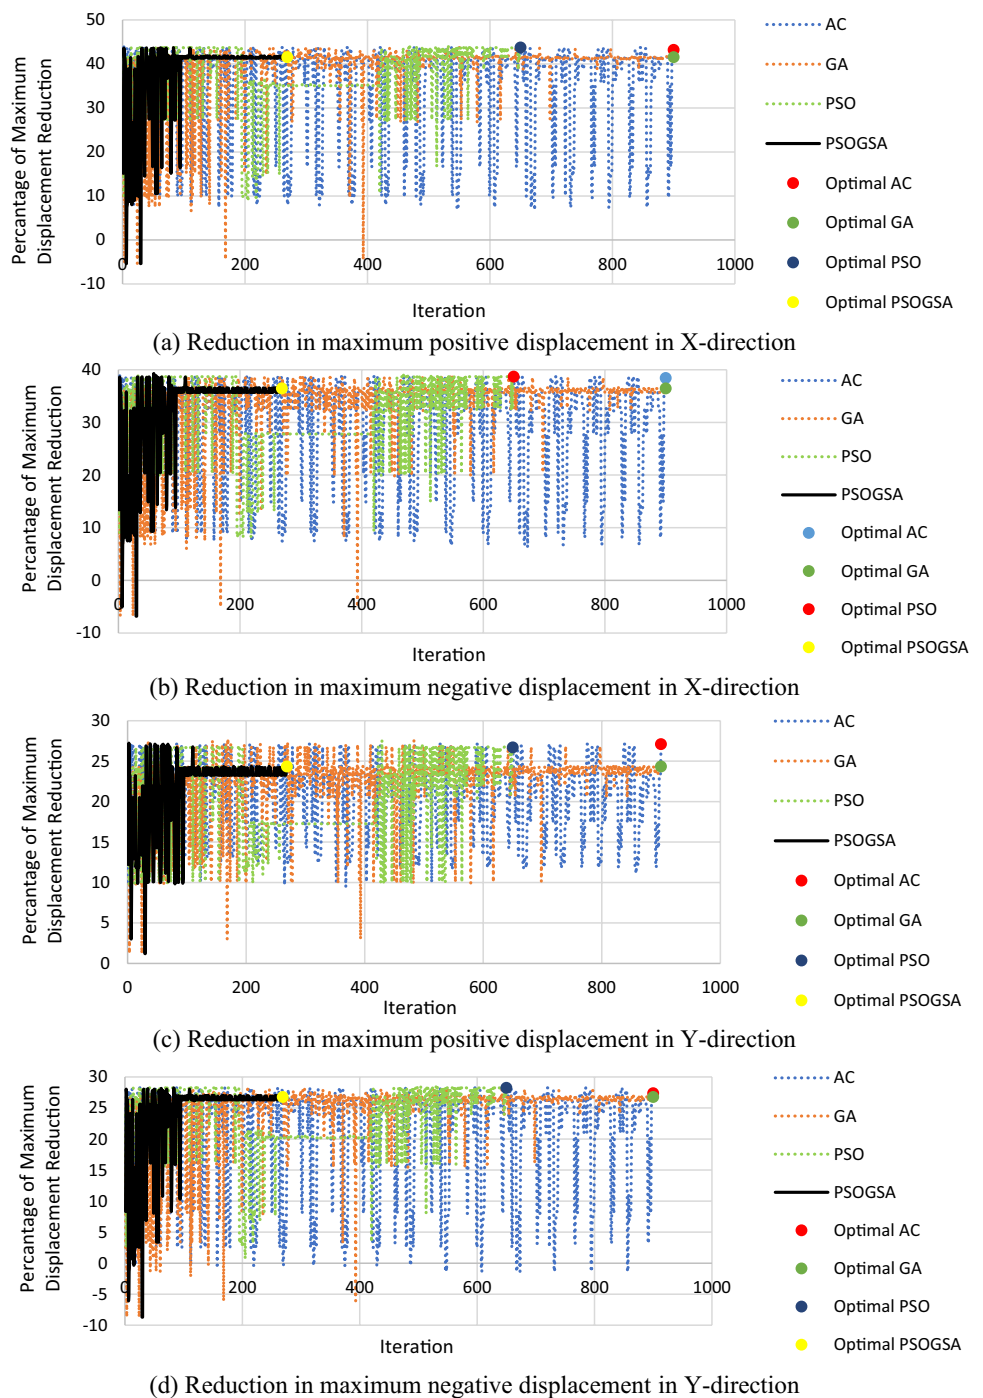 50
40
30
20
10
0
-10
0 200 400 600 800 1000
Percentage of Maximum
Displacement Reduction
Iteration
AC
GA
PSO
PSOGSA
Optimal AC
Optimal GA
Optimal PSO
Optimal PSOGSA
(a) Reduction in maximum positive displacement in X-direction
40
30
20
10
0
-10
0 200 400 600 800 1000
Percentage of Maximum
Displacement Reduction
Iteration
AC
GA
PSO
PSOGSA
Optimal AC
Optimal GA
Optimal PSO
Optimal PSOGSA
(b) Reduction in maximum negative displacement in X-direction
30
25
20
15
10
5
0
0 200 400 600 800 1000
Percentage of Maximum
Displacement Reduction
Iteration
AC
GA
PSO
PSOGSA
Optimal AC
Optimal GA
Optimal PSO
Optimal PSOGSA
(c) Reduction in maximum positive displacement in Y-direction
30
25
20
15
10
5
0
-5
-10
0 200 400 600 800 1000
Percentage of Maximum
Displacement Reduction
Iteration
AC
GA
PSO
PSOGSA
Optimal AC
Optimal GA
Optimal PSO
Optimal PSOGSA
(d) Reduction in maximum negative displacement in Y-direction